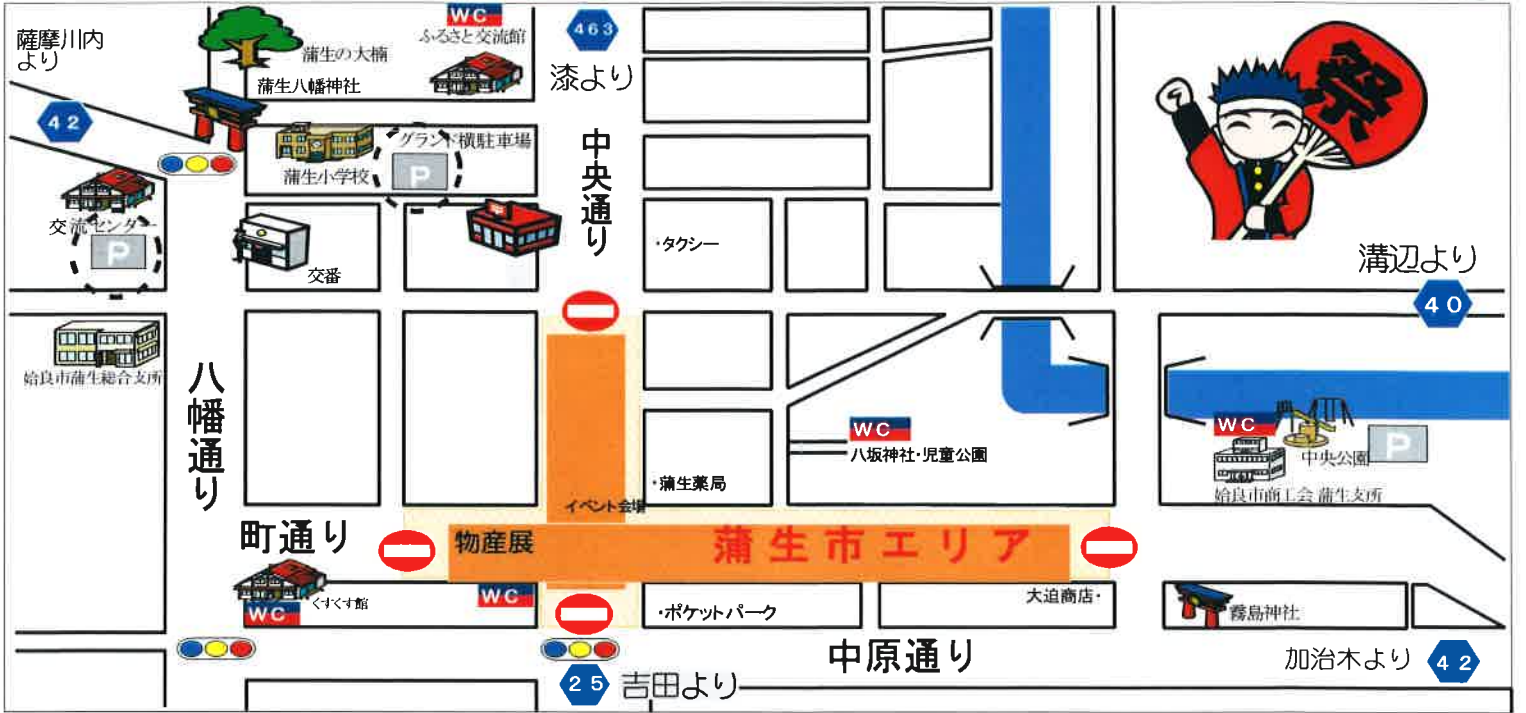 薩摩川内
より
42
蒲生の大楠
蒲生八幡神社
WC
ふるさと交流館
463
漆より
グランド横駐車場
P
蒲生小学校
中央通り
交流センター
P
交番
・タクシー
祭
溝辺より
40
姶良市蒲生総合支所
八幡通り
WC
八坂神社・児童公園
・蒲生薬局
WC
中央公園
P
姶良市商工会 蒲生支所
イベント会場
町通り
物産展
蒲生市エリア
くすくす館
WC
WC
・ポケットパーク
大迫商店・
霧島神社
中原通り
加治木より
42
25
吉田より